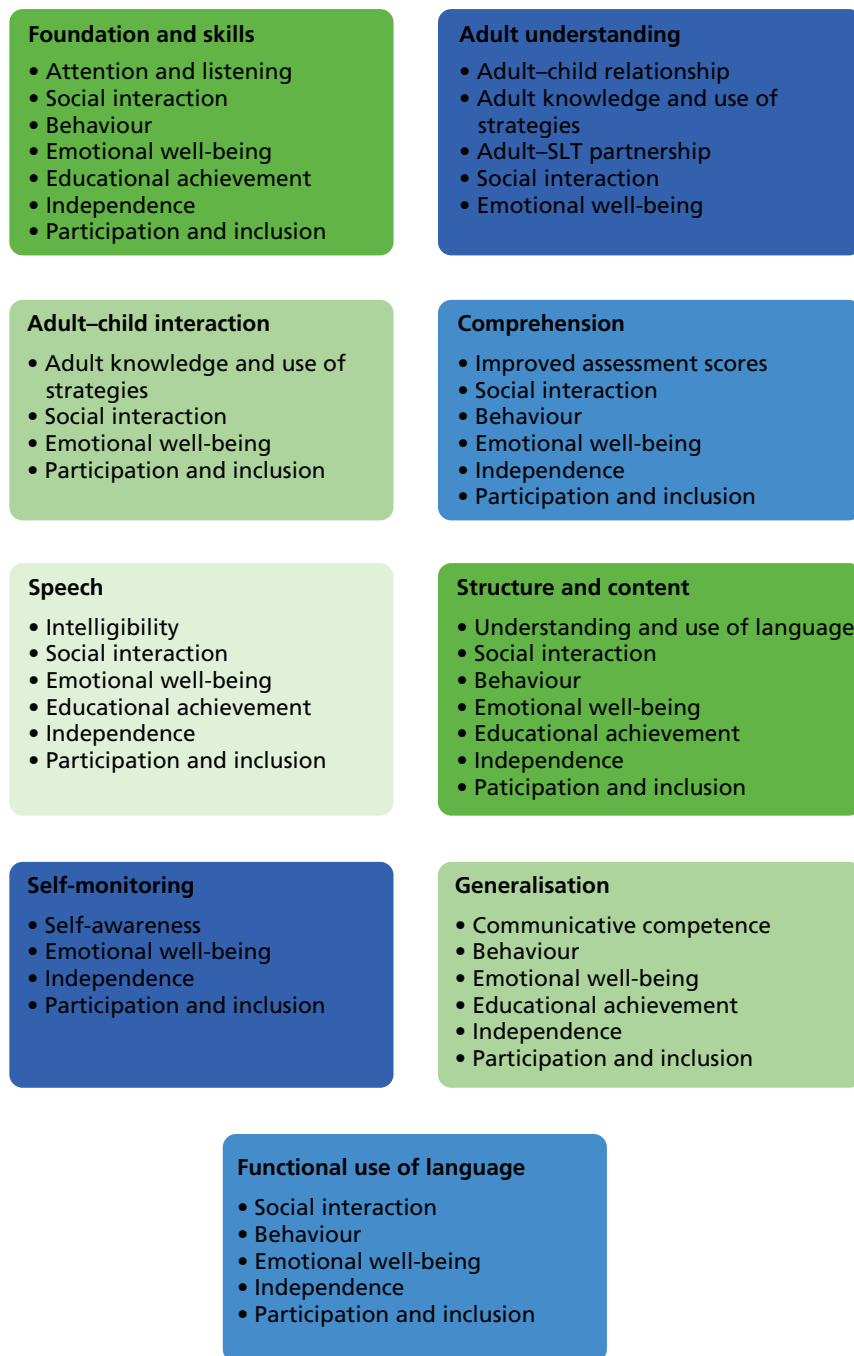 Foundation and skills
• Attention and listening
• Social interaction
• Behaviour
• Emotional well-being
• Educational achievement
• Independence
• Participation and inclusion
Adult understanding
• Adult–child relationship
• Adult knowledge and use of
strategies
• Adult–SLT partnership
• Social interaction
• Emotional well-being
Adult–child interaction
• Adult knowledge and use of
strategies
• Social interaction
• Emotional well-being
• Participation and inclusion
Comprehension
• Improved assessment scores
• Social interaction
• Behaviour
• Emotional well-being
• Independence
• Participation and inclusion
Speech
• Intelligibility
• Social interaction
• Emotional well-being
• Educational achievement
• Independence
• Participation and inclusion
Structure and content
• Understanding and use of language
• Social interaction
• Behaviour
• Emotional well-being
• Educational achievement
• Independence
• Paticipation and inclusion
Self-monitoring
• Self-awareness
• Emotional well-being
• Independence
• Participation and inclusion
Generalisation
• Communicative competence
• Behaviour
• Emotional well-being
• Educational achievement
• Independence
• Participation and inclusion
Functional use of language
• Social interaction
• Behaviour
• Emotional well-being
• Independence
• Participation and inclusion